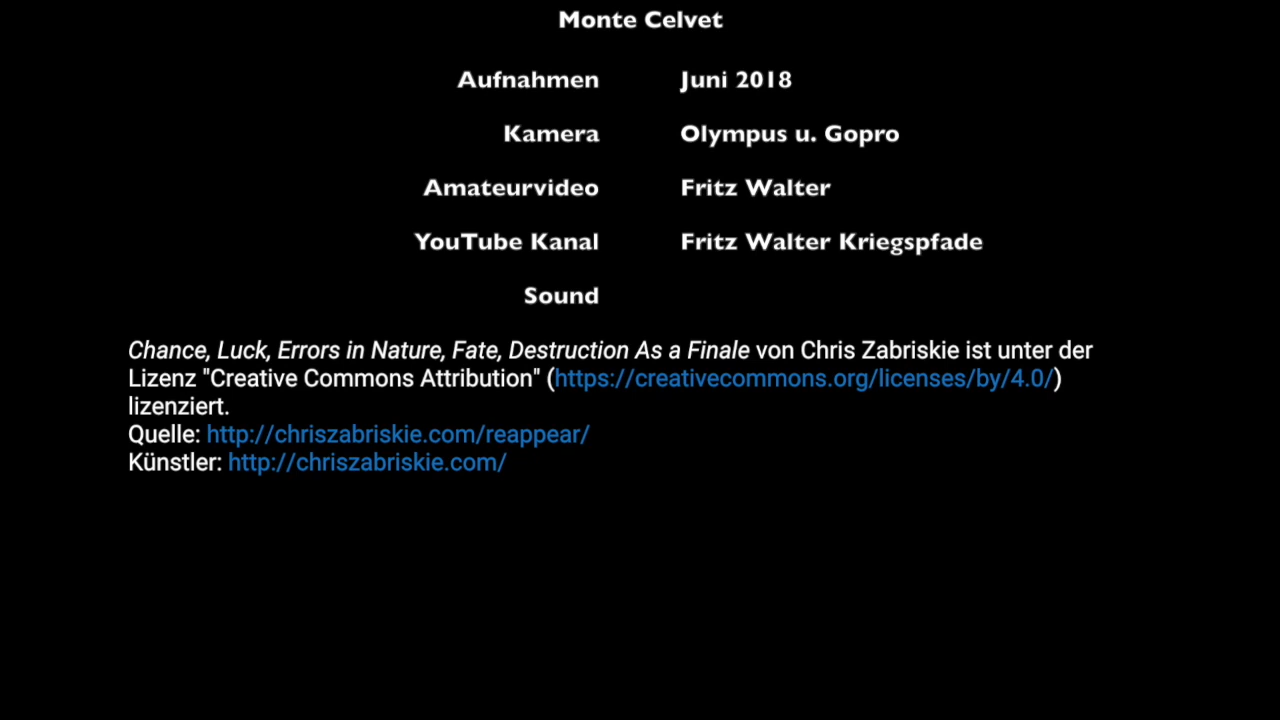 Monte Celvet
Aufnahmen Juni 2018
Kamera Olympus u. Gopro
Amateurvideo Fritz Walter
YouTube Kanal Fritz Walter Kriegspfade
Sound
Chance, Luck, Errors in Nature, Fate, Destruction As a Finale von Chris Zabriskie ist unter der
Lizenz "Creative Commons Attribution" (https://creativecommons.org/licenses/by/4.0/)
lizenziert.
Quelle: http://chriszabriskie.com/reappear/
Künstler: http://chriszabriskie.com/